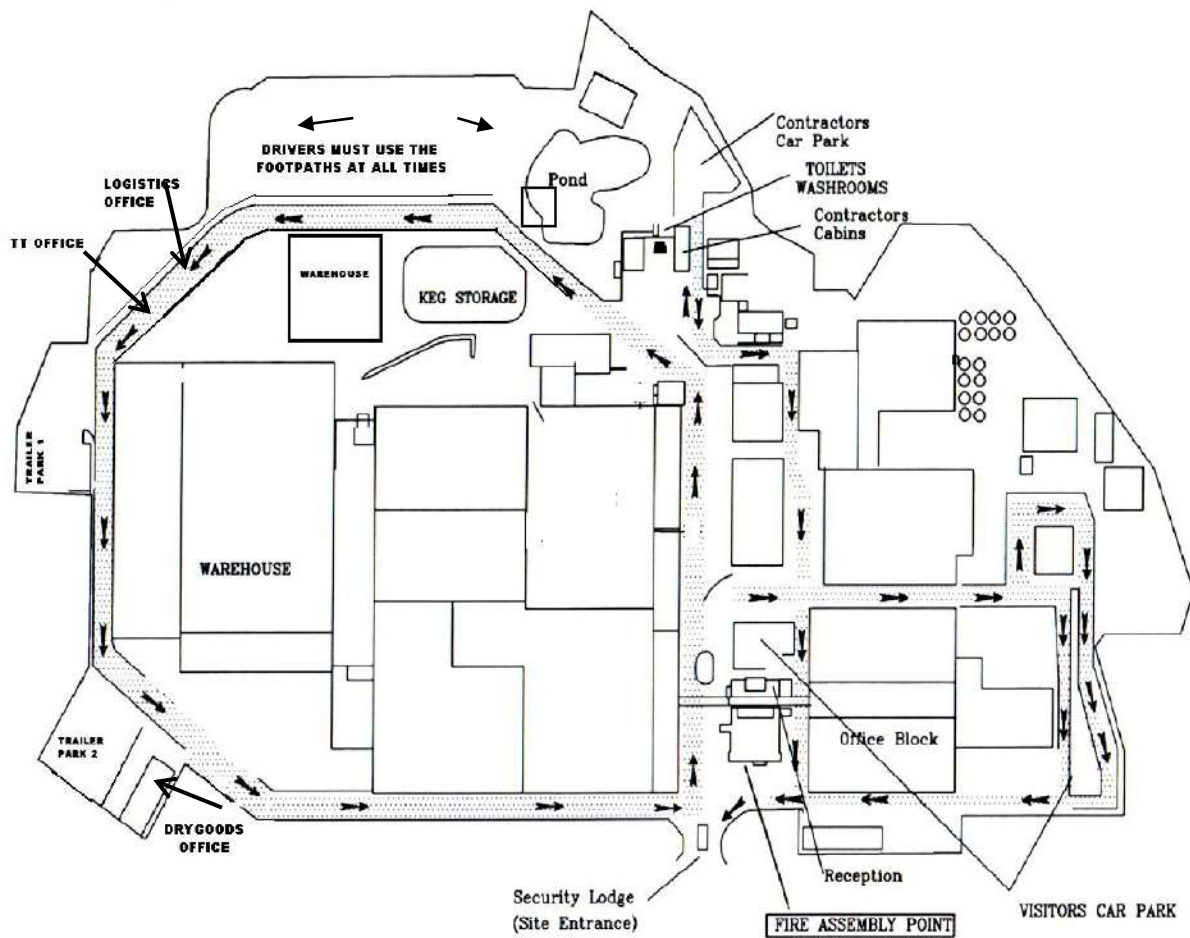 DRIVERS MUST USE THE
FOOTPATHS AT ALL TIMES
Contractors
Car Park
TOILETS
WASHROOMS
Contractors
Cabins
Pond
LOGISTICS
OFFICE
TT OFFICE
WAREHOUSE
KEG STORAGE
TRAILER
PARK 1
WAREHOUSE
TRAILER
PARK 2
DRYGOODS
OFFICE
Office Block
Reception
Security Lodge
(Site Entrance)
FIRE ASSEMBLY POINT
VISITORS CAR PARK